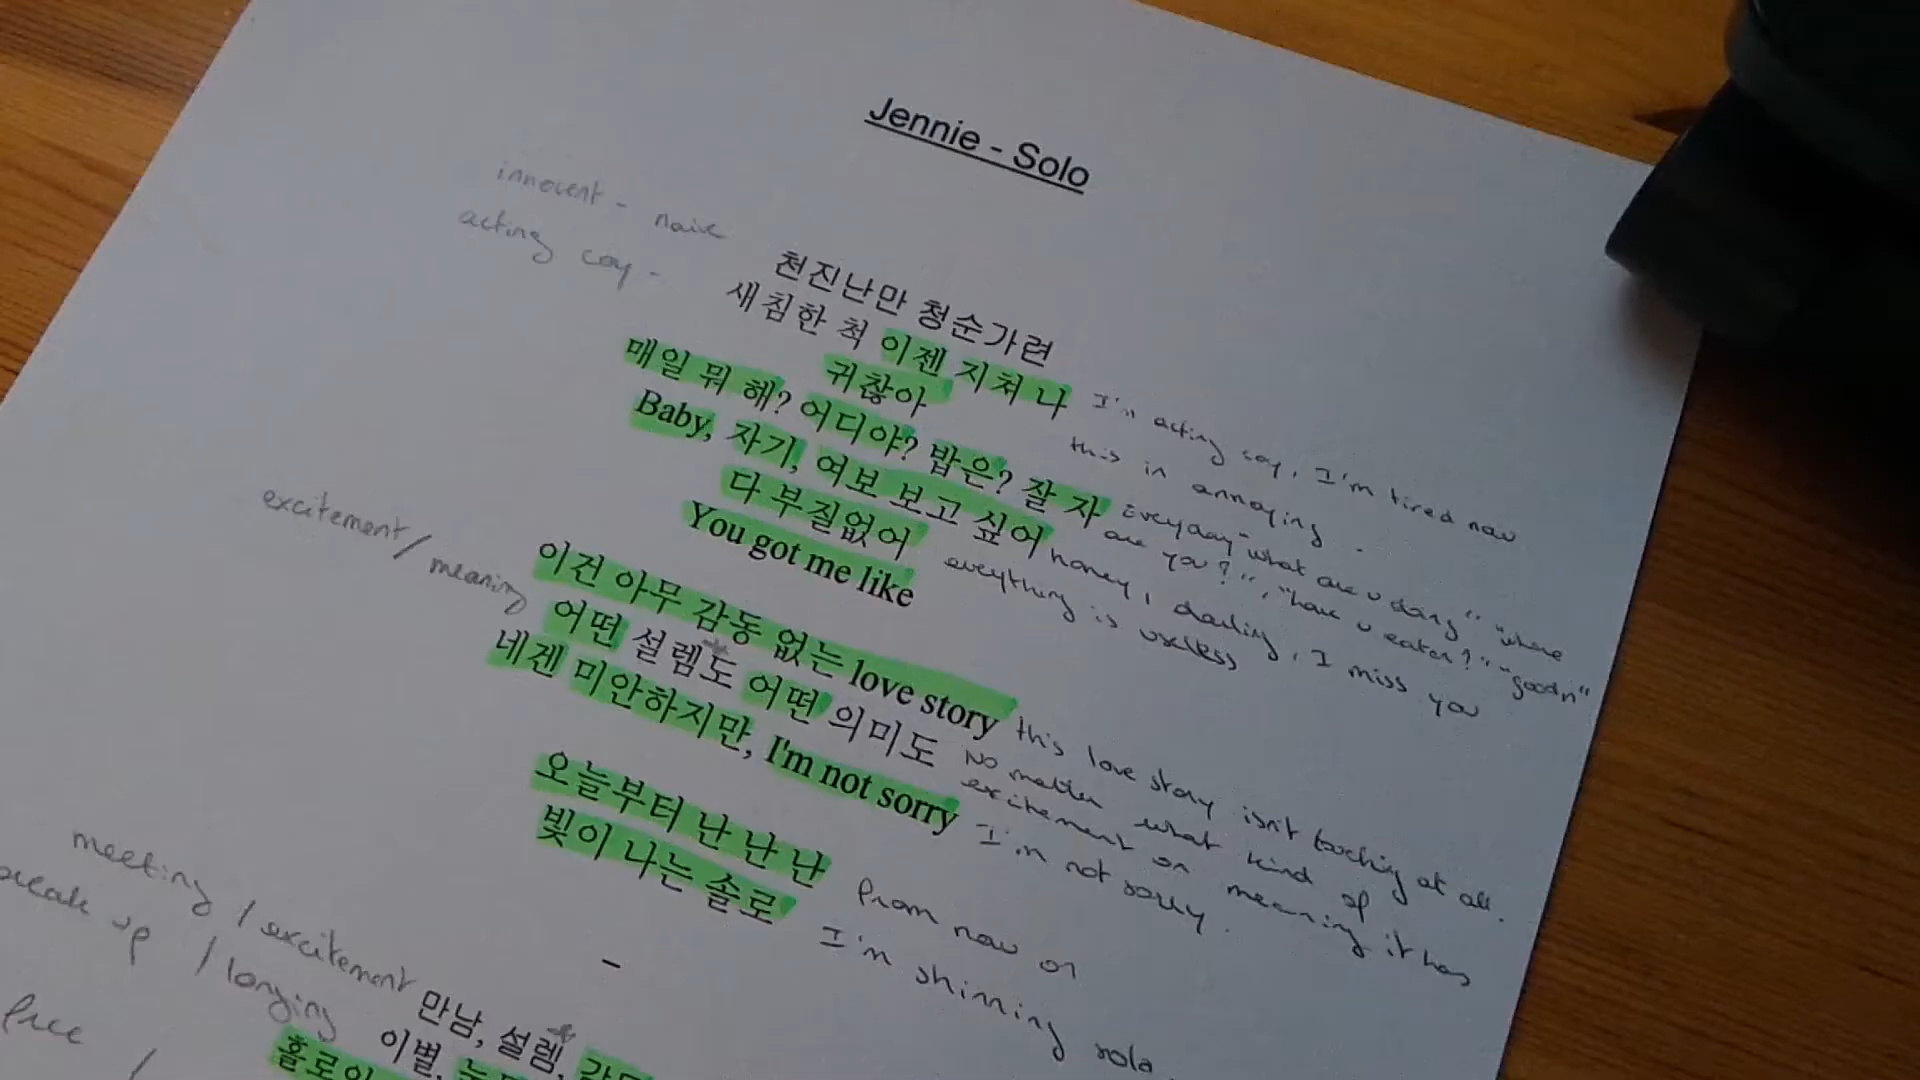 Jennie - Solo
innocent - naive
acting coy -
천진난만 청순가련
새침한 척 이젠 지쳐 나
I'm acting coy, I'm tired now
귀찮아
this in annoying.
매일 뭐 해? 어디야? 밥은? 잘 자
Everyday "what are u doing" "where
are you?", "have u eaten?" "goodn"
Baby, 자기, 여보 보고 싶어
honey, darling, I miss you
다 부질없어
everything is useless
You got me like
excitement / meaning
이건 아무 감동 없는 love story
this love story isn't touching at all.
어떤 설렘도 어떤 의미도
No matter what kind of
excitement or meaning it has
네겐 미안하지만, I'm not sorry
I'm not sorry.
오늘부터 난 난 난
from now on
빛이 나는 솔로
I'm shinning solo
-
meeting / excitement
만남, 설렘,
break up / longing
이별,
free /
홀로인